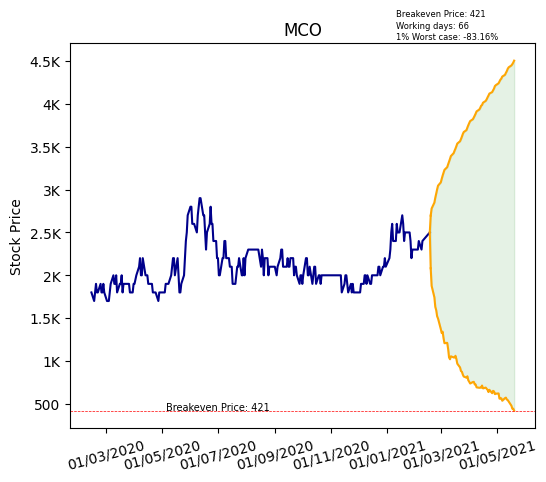 Breakeven Price: 421
Working days: 66
1% Worst case: -83.16%
MCO
Stock Price
4.5K
4K
3.5K
3K
2.5K
2K
1.5K
1K
500
Breakeven Price: 421
01/03/2020 01/05/2020 01/07/2020 01/09/2020 01/11/2020 01/01/2021 01/03/2021 01/05/2021